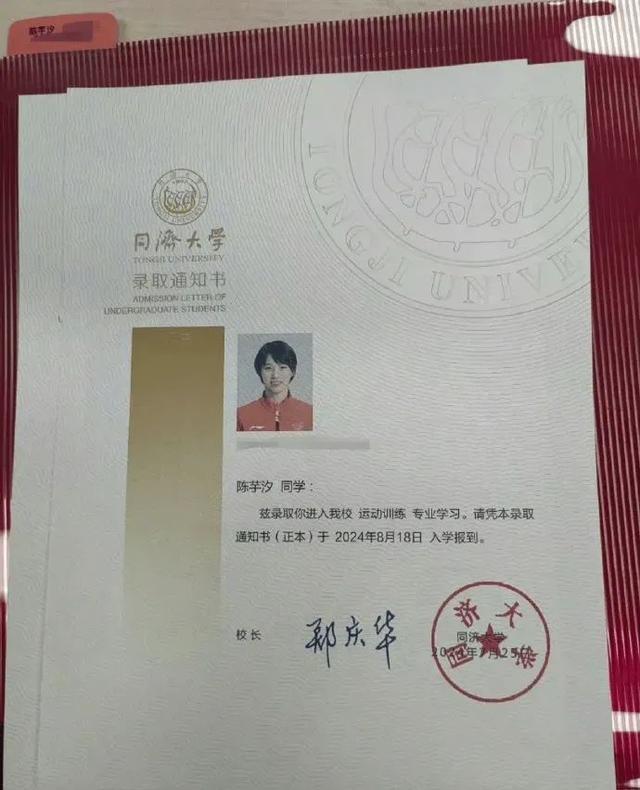 陈芋汐
TONGJI UNIVE
同濟大学
TONGJI UNIVERSITY
录取通知书
ADMISSION LETTER OF
UNDERGRADUATE STUDENTS
陈芋汐 同学：
兹录取你进入我校 运动训练 专业学习。请凭本录取
通知书（正本）于 2024年8月18日 入学报到。
校 长
郑庆华
同济大学